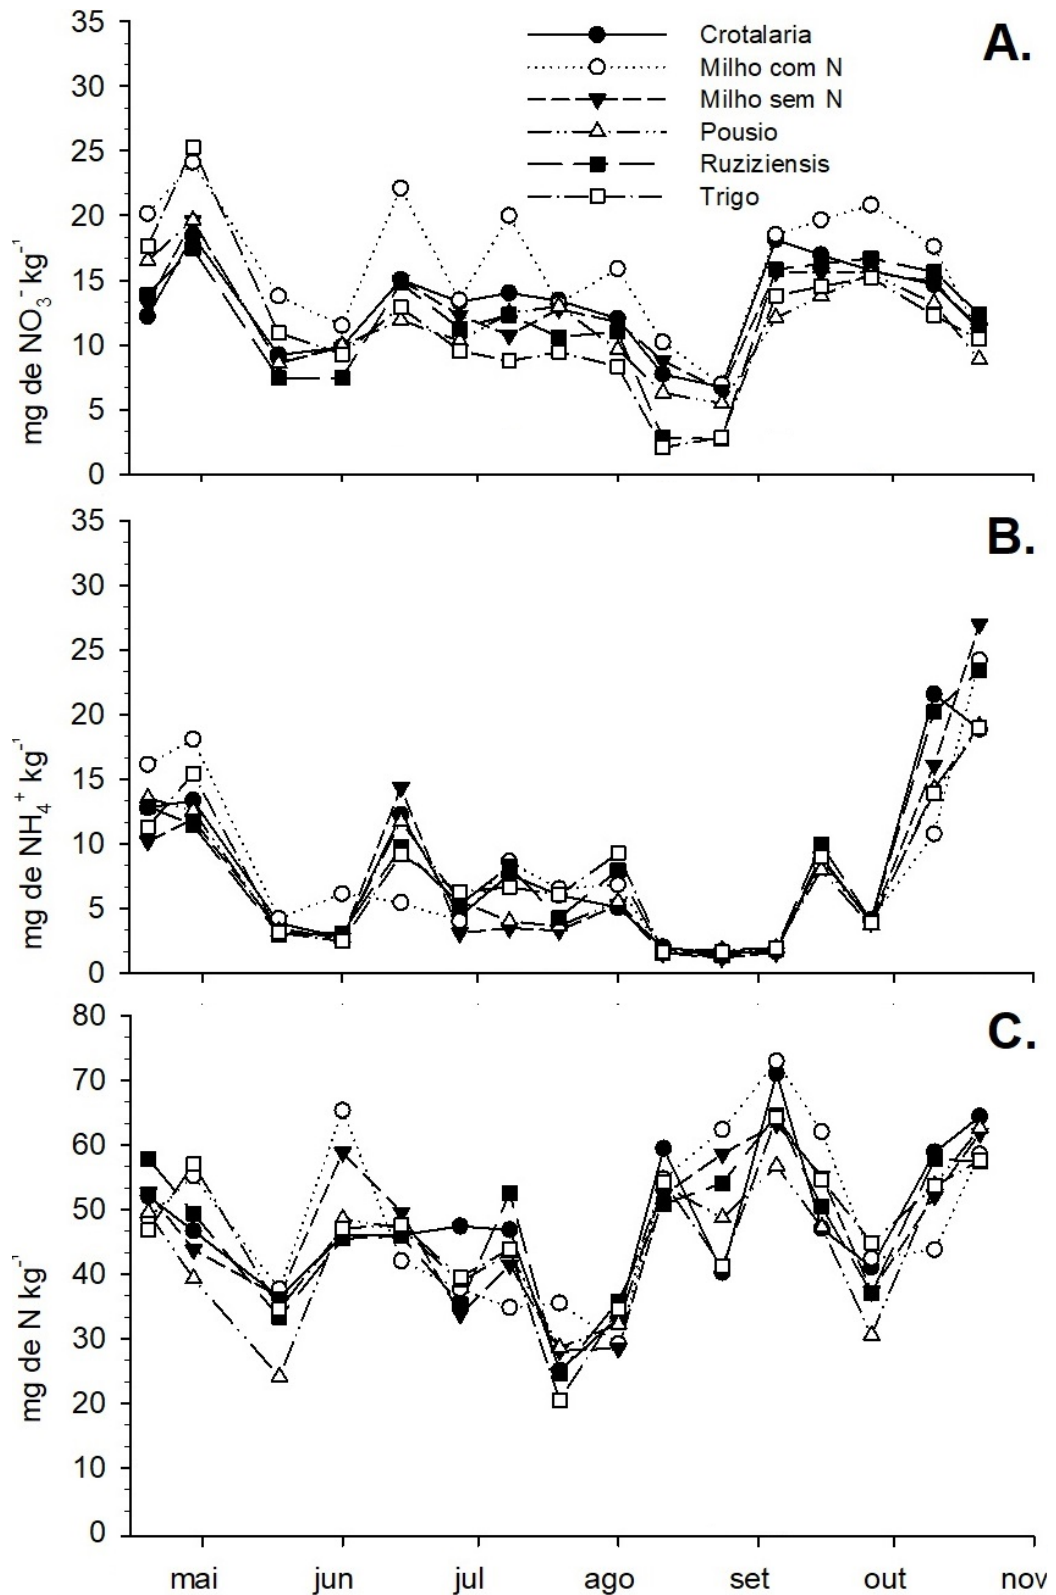 35
30
25
20
15
10
5
0
mg de NO₃⁻ kg⁻¹
Crotalaria
Milho com N
Milho sem N
Pousio
Ruziziensis
Trigo
A.
35
30
25
20
15
10
5
0
mg de NH₄⁺ kg⁻¹
B.
80
70
60
50
40
30
20
10
0
mg de N kg⁻¹
C.
mai jun jul ago set out nov